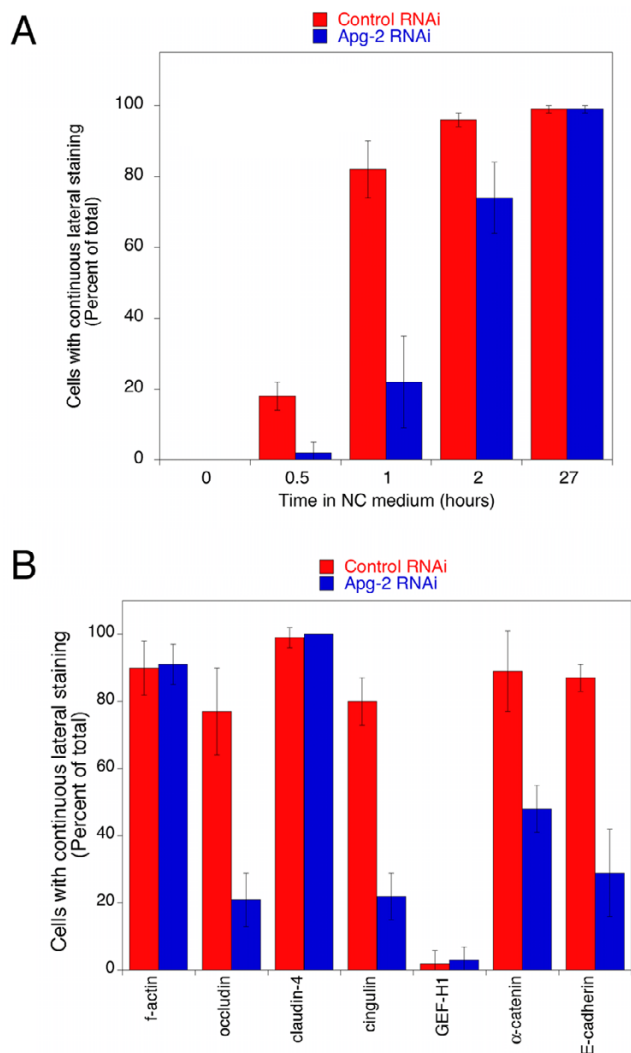 A
Control RNAi
Apg-2 RNAi
Cells with continuous lateral staining
(Percent of total)
100
80
60
40
20
0
0 0.5 1 2 27
Time in NC medium (hours)
B
Control RNAi
Apg-2 RNAi
Cells with continuous lateral staining
(Percent of total)
100
80
60
40
20
0
f-actin
occludin
claudin-4
cingulin
GEF-H1
α-catenin
E-cadherin